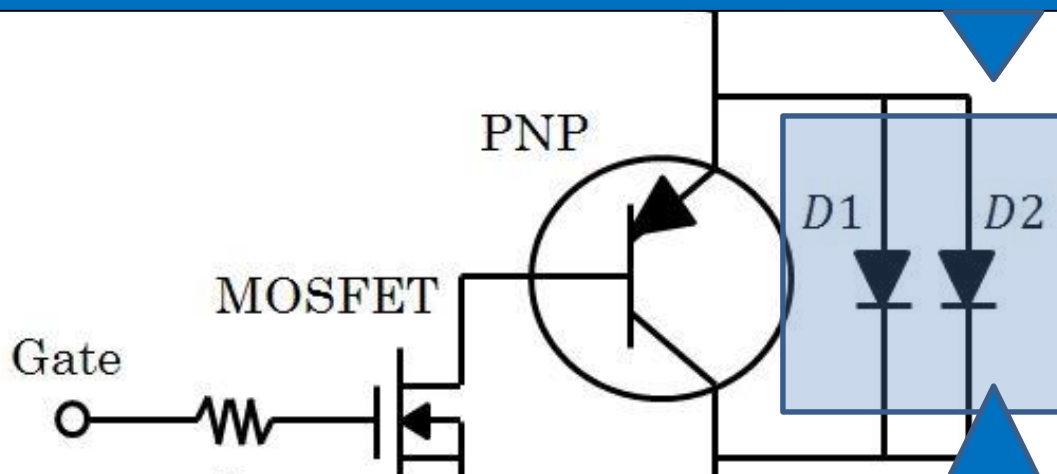 PNP
D1
D2
MOSFET
Gate